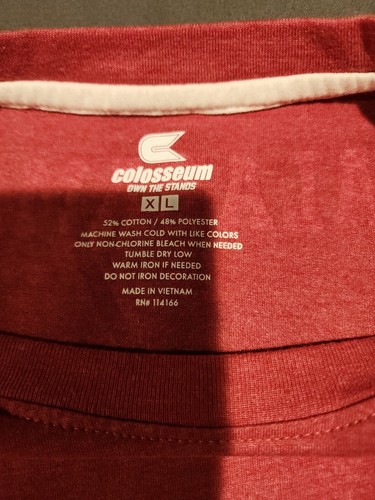 colosseum
OWN THE STANDS
XL
52% COTTON / 48% POLYESTER
MACHINE WASH COLD WITH LIKE COLORS
ONLY NON-CHLORINE BLEACH WHEN NEEDED
TUMBLE DRY LOW
WARM IRON IF NEEDED
DO NOT IRON DECORATION
MADE IN VIETNAM
RN# 114166